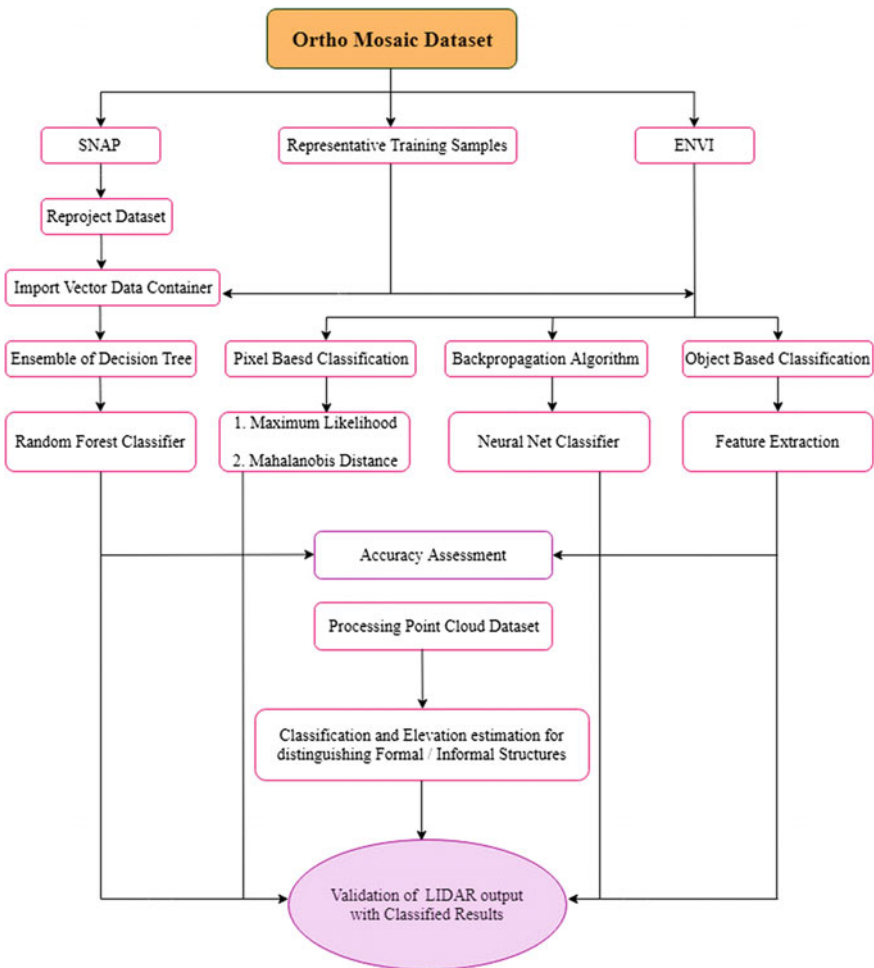 Ortho Mosaic Dataset
SNAP
Representative Training Samples
ENVI
Reproject Dataset
Import Vector Data Container
Ensemble of Decision Tree
Pixel Baesd Classification
Backpropagation Algorithm
Object Based Classification
Random Forest Classifier
1. Maximum Likelihood
2. Mahalanobis Distance
Neural Net Classifier
Feature Extraction
Accuracy Assessment
Processing Point Cloud Dataset
Classification and Elevation estimation for
distinguishing Formal / Informal Structures
Validation of LIDAR output
with Classified Results